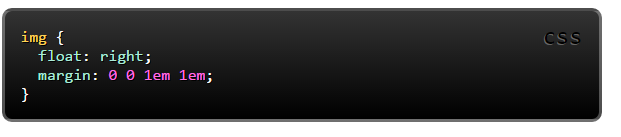 img {
  float: right;
  margin: 0 0 1em 1em;
}
CSS